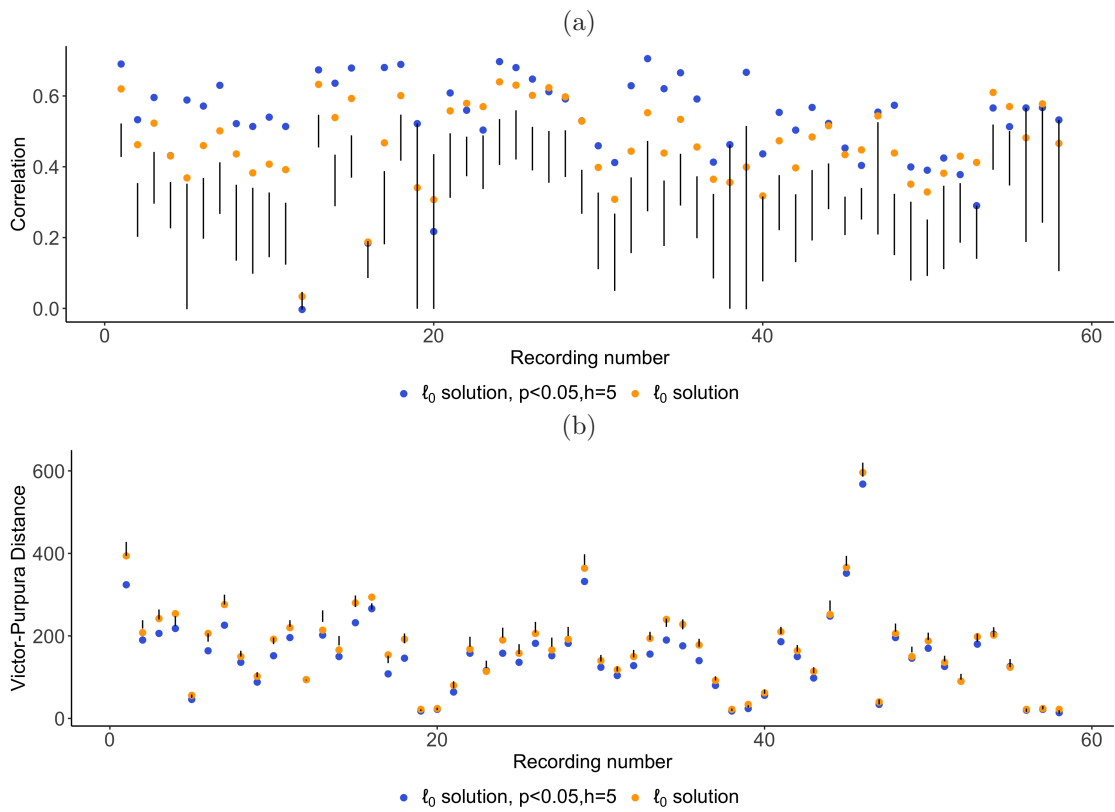 (a)
Correlation
0.6
0.4
0.2
0.0
0 20 40 60
Recording number
ℓ₀ solution, p<0.05,h=5 ℓ₀ solution
(b)
Victor-Purpura Distance
600
400
200
0
0 20 40 60
Recording number
ℓ₀ solution, p<0.05,h=5 ℓ₀ solution